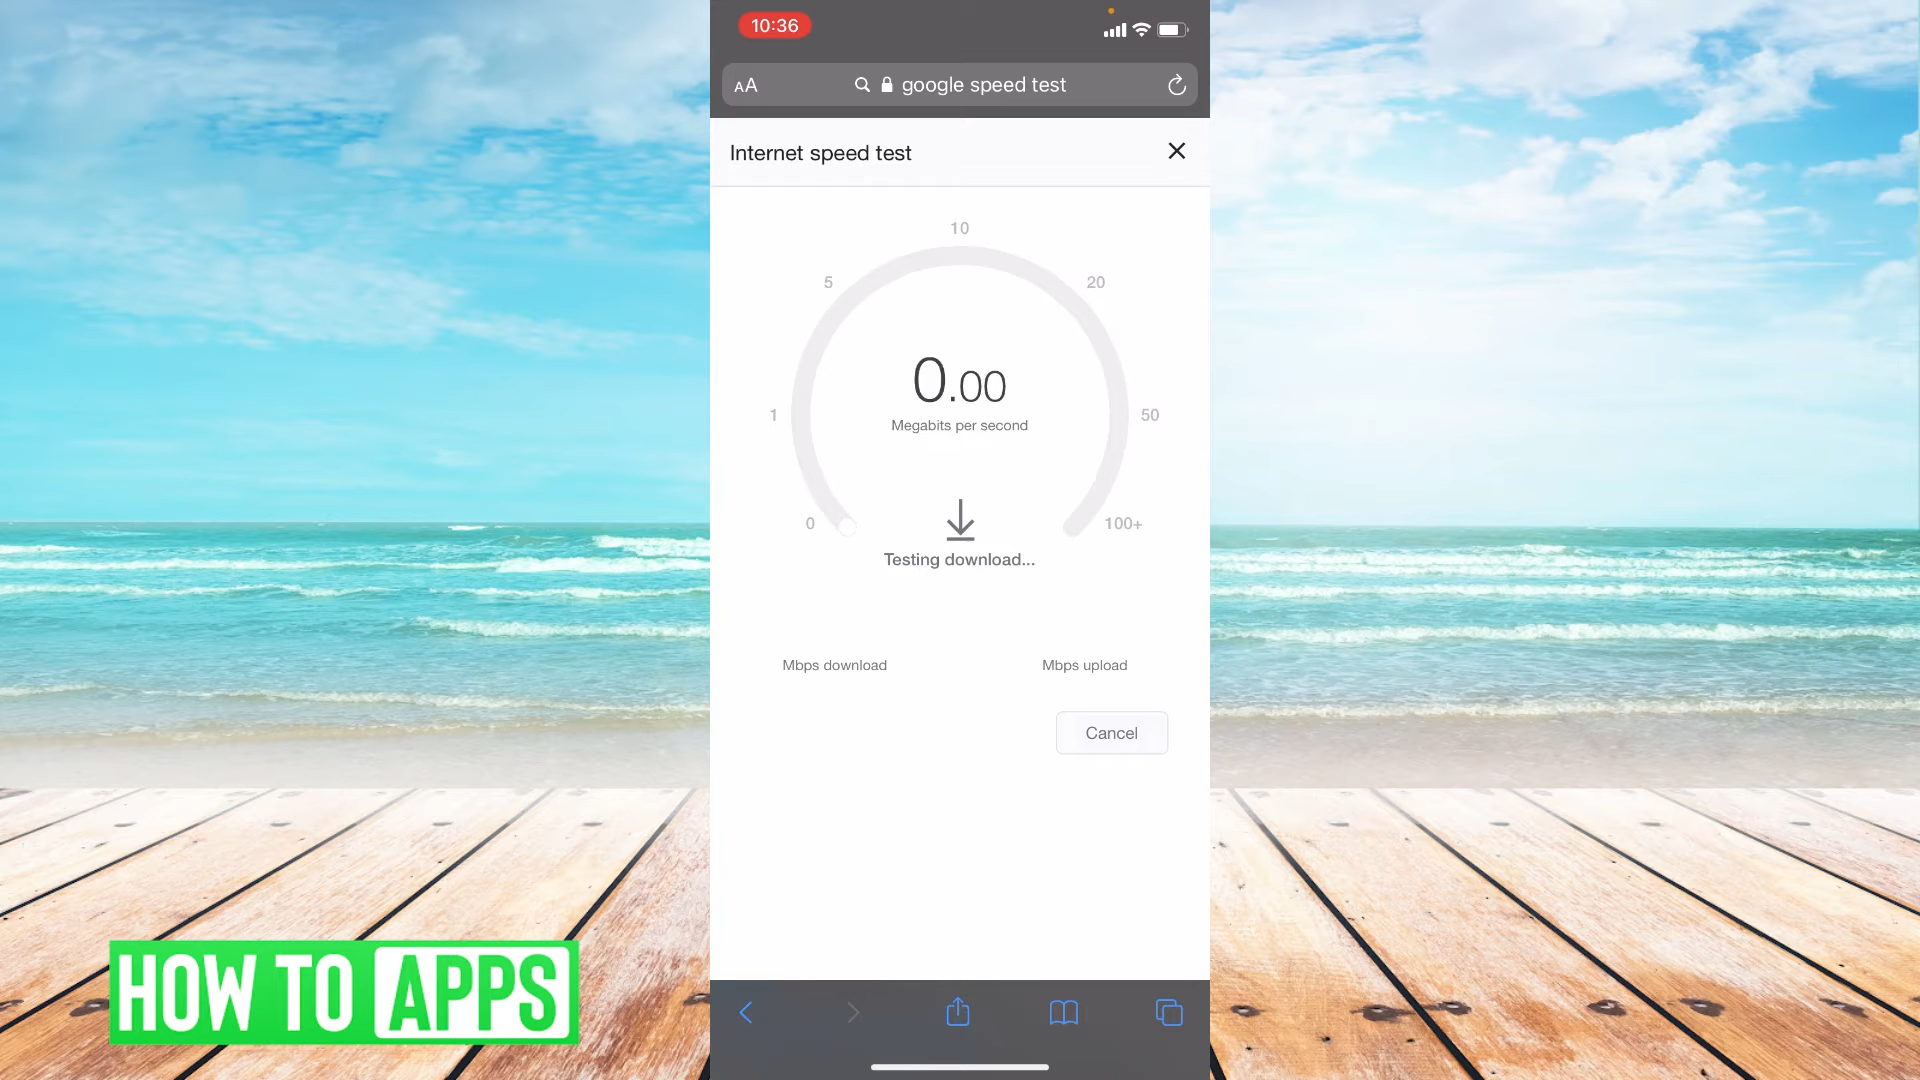 10:36
AA google speed test
Internet speed test
10
5
20
0.00
1
50
Megabits per second
0
100+
Testing download...
Mbps download
Mbps upload
Cancel
HOW TO APPS